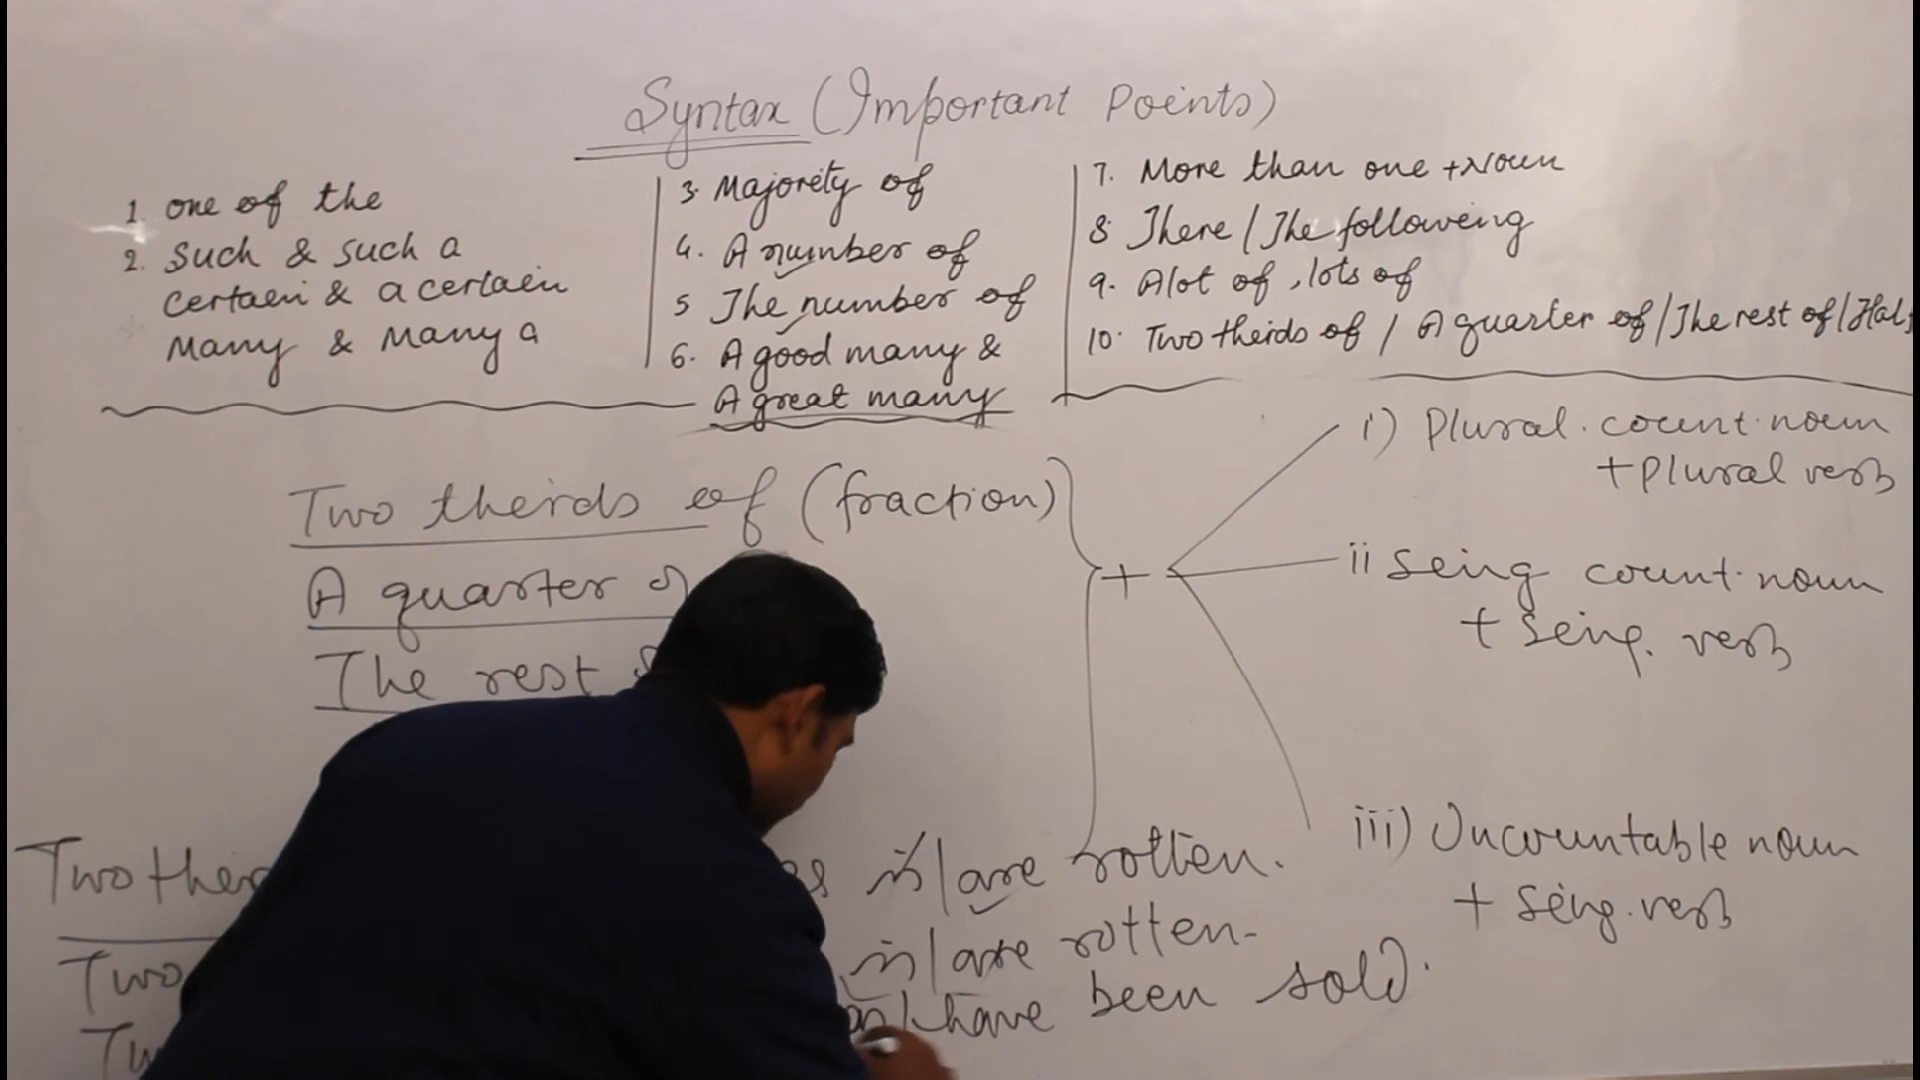 Syntax (Important Points)
1. one of the
2. Such & such a
Certain & a certain
Many & Many a
3. Majority of
4. A number of
5 The number of
6. A good many &
A great many
7. More than one + Noun
8. There / The following
9. A lot of, lots of
10. Two thirds of / A quarter of / The rest of / Half
Two thirds of (fraction)
A quarter of
The rest
+
i) Plural. count. noun
+ plural verb
ii Sing count. noun
+ Sing. verb
iii) Uncountable noun
+ Sing. verb
Two is/are rotten.
Two is/are rotten.
/have been sold.